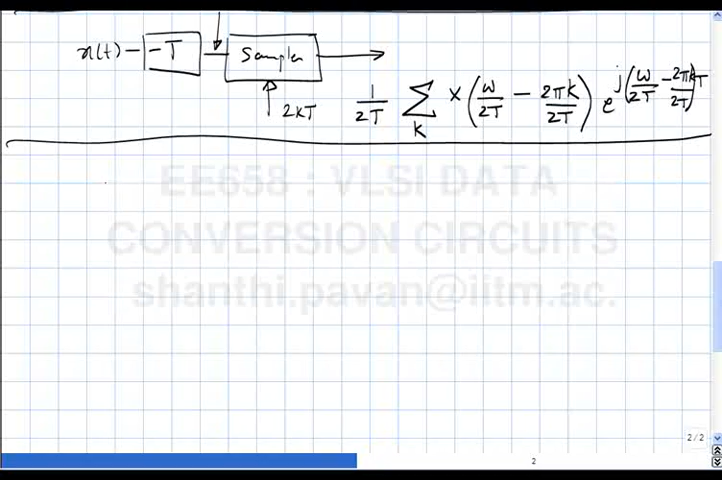 x(t) – -T Sampler
2kT
1/2T Σ_K X(ω/2T − 2πk/2T) e^{j(ω/2T − 2πk/2T)T}
EE658 : VLSI DATA
CONVERSION CIRCUITS
shanthi.pavan@iitm.ac.
2/2
2